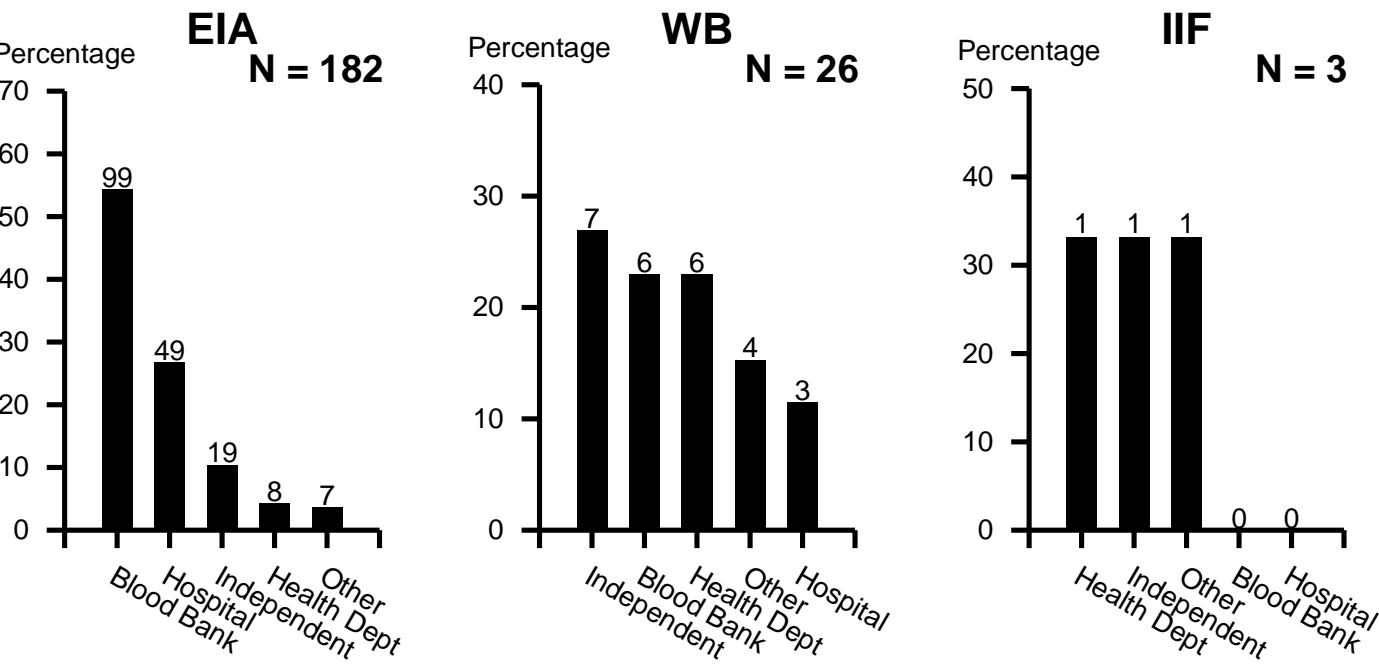 EIA
Percentage
N = 182
70
60
50
40
30
20
10
0
99
49
19
8
7
Blood Bank
Hospital
Independent
Health Dept
Other
WB
Percentage
N = 26
40
30
20
10
0
7
6
6
4
3
Independent
Blood Bank
Health Dept
Other
Hospital
IIF
Percentage
N = 3
50
40
30
20
10
0
1
1
1
0
0
Health Dept
Independent
Other
Blood Bank
Hospital